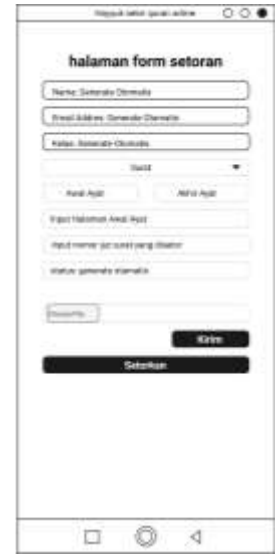 halaman form setoran
Name: Generate Otomatis
Email Addres: Generate Otomatis
Kelas: Generate Otomatis
Surat
Awal Ayat Akhir Ayat
Input Halaman Awal Ayat
Input nomor juz surat yang disetor
status: generate otomatis
Kirim
Setorkan